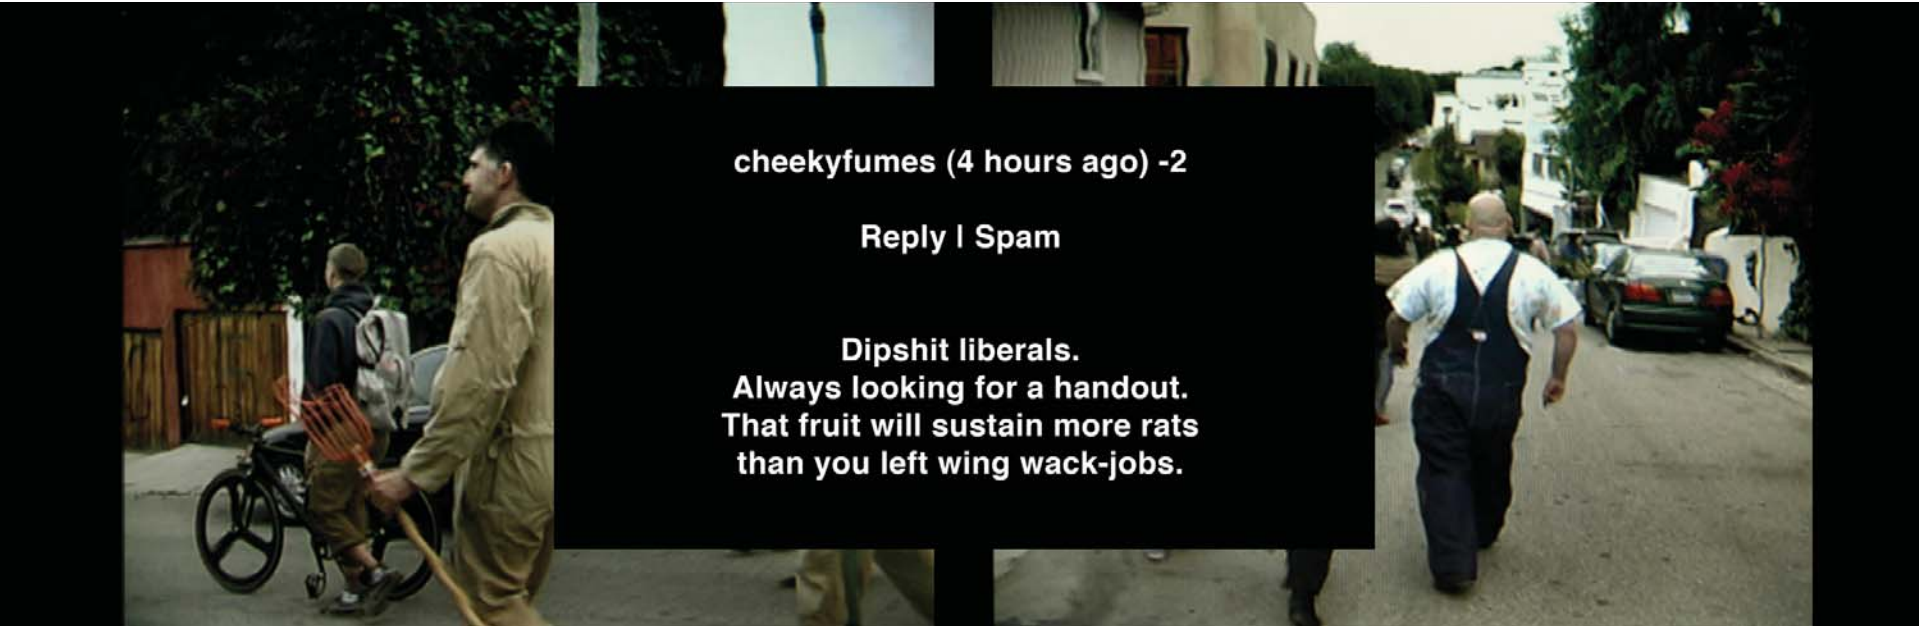 cheekyfumes (4 hours ago) -2
Reply | Spam
Dipshit liberals.
Always looking for a handout.
That fruit will sustain more rats
than you left wing wack-jobs.